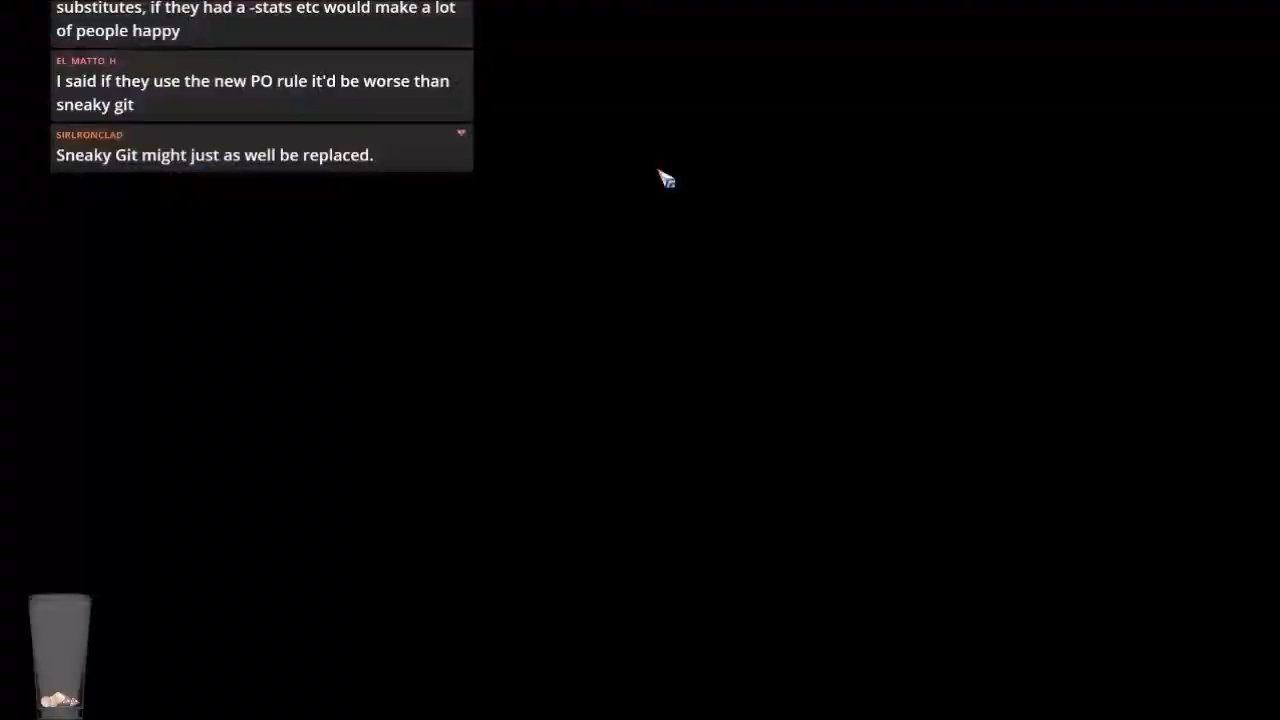 substitutes, if they had a -stats etc would make a lot
of people happy
EL MATTO H
I said if they use the new PO rule it'd be worse than
sneaky git
SIRLRONCLAD
Sneaky Git might just as well be replaced.